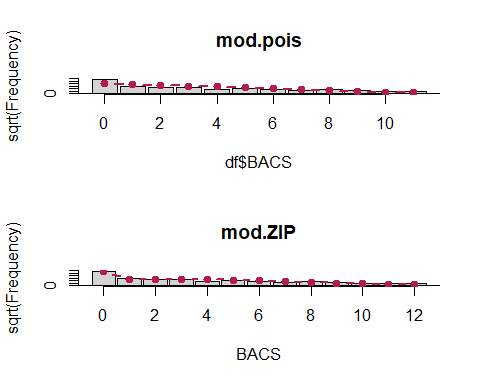 mod.pois
sqrt(Frequency)
0
0 2 4 6 8 10
df$BACS
mod.ZIP
sqrt(Frequency)
0
0 2 4 6 8 10 12
BACS